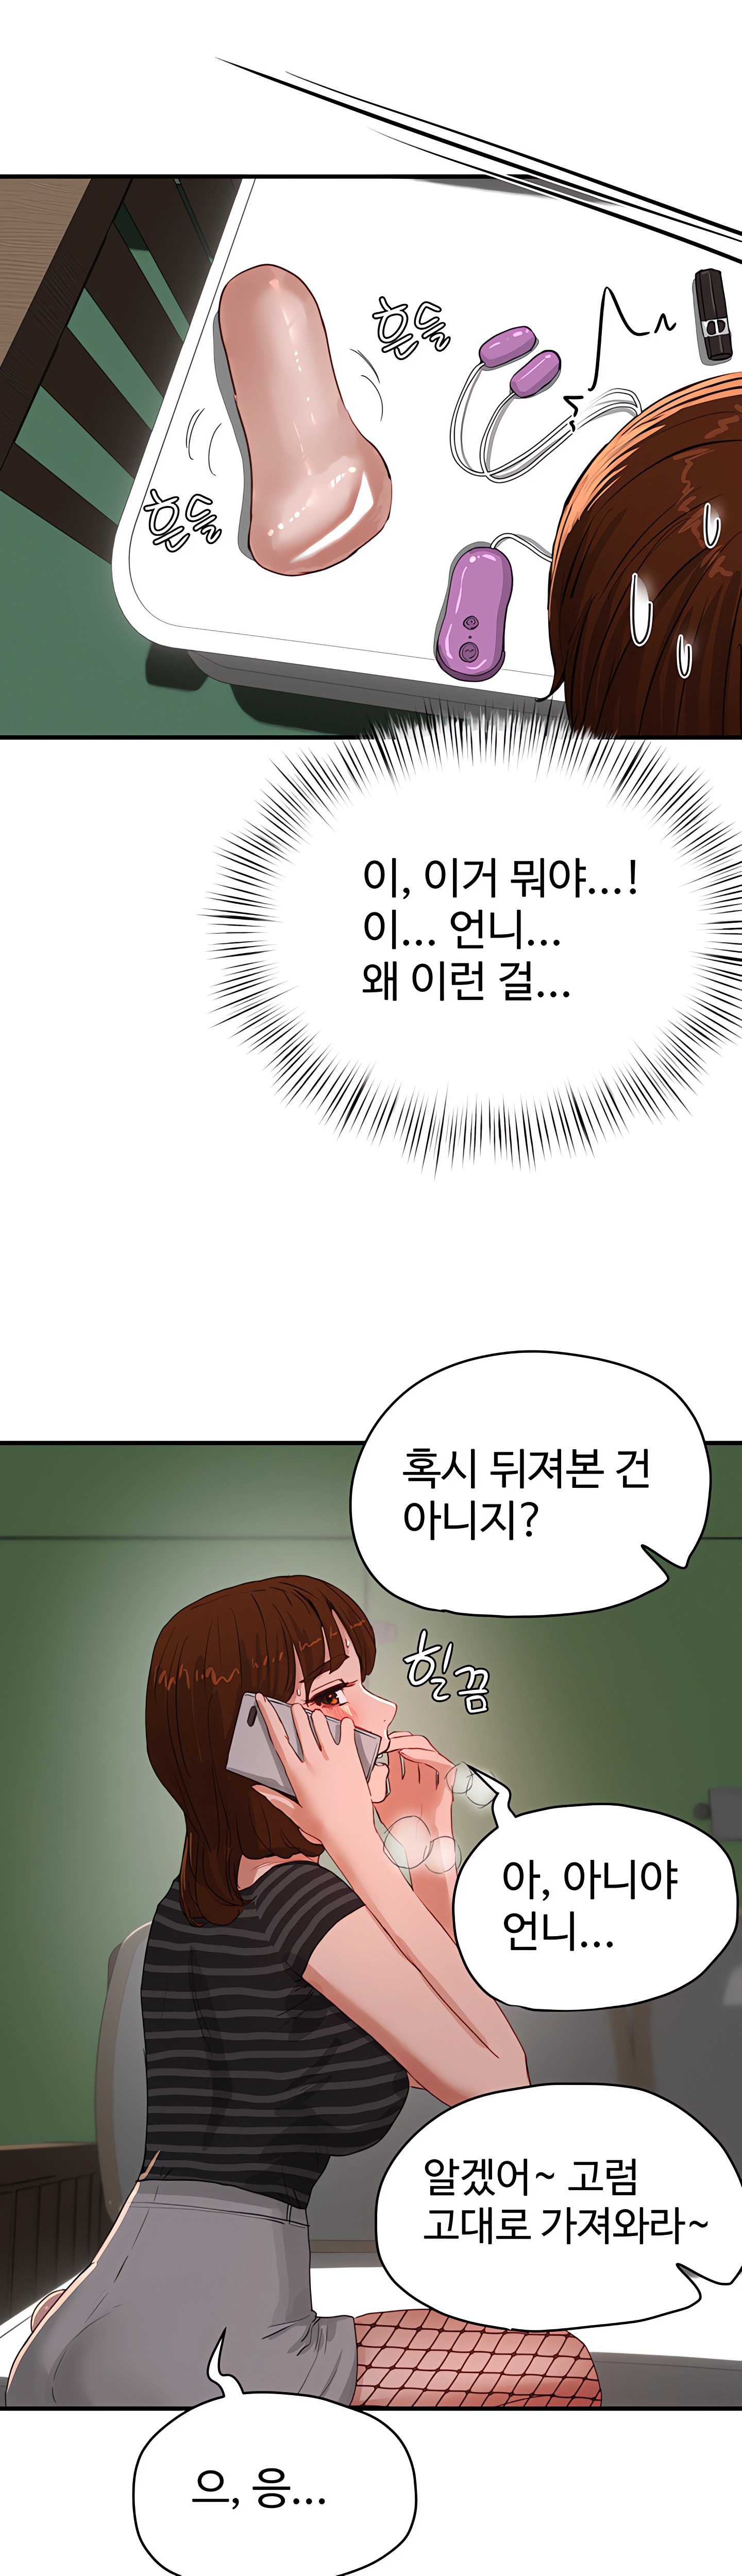 흔들
흔들
이, 이거 뭐야...!
이... 언니...
왜 이런 걸...
혹시 뒤져본 건
아니지?
힐끔
아, 아니야
언니...
알겠어~ 고럼
고대로 가져와라~
으, 응...